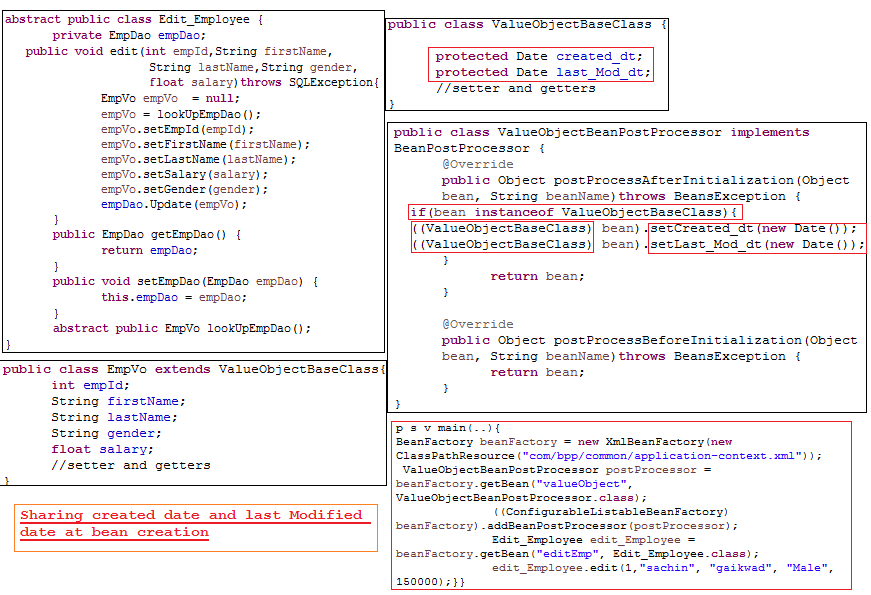 abstract public class Edit_Employee {
private EmpDao empDao;
public void edit(int empId,String firstName,
String lastName,String gender,
float salary)throws SQLException{
EmpVo empVo = null;
empVo = lookUpEmpDao();
empVo.setEmpId(empId);
empVo.setFirstName(firstName);
empVo.setLastName(lastName);
empVo.setSalary(salary);
empVo.setGender(gender);
empDao.Update(empVo);
}
public EmpDao getEmpDao() {
return empDao;
}
public void setEmpDao(EmpDao empDao) {
this.empDao = empDao;
}
abstract public EmpVo lookUpEmpDao();
}
public class EmpVo extends ValueObjectBaseClass{
int empId;
String firstName;
String lastName;
String gender;
float salary;
//setter and getters
}
Sharing created date and last Modified
date at bean creation
public class ValueObjectBaseClass {
protected Date created_dt;
protected Date last_Mod_dt;
//setter and getters
}
public class ValueObjectBeanPostProcessor implements
BeanPostProcessor {
@Override
public Object postProcessAfterInitialization(Object
bean, String beanName)throws BeansException {
if(bean instanceof ValueObjectBaseClass){
((ValueObjectBaseClass) bean).setCreated_dt(new Date());
((ValueObjectBaseClass) bean).setLast_Mod_dt(new Date());
}
return bean;
}
@Override
public Object postProcessBeforeInitialization(Object
bean, String beanName)throws BeansException {
return bean;
}
}
p s v main(..){
BeanFactory beanFactory = new XmlBeanFactory(new
ClassPathResource("com/bpp/common/application-context.xml"));
ValueObjectBeanPostProcessor postProcessor =
beanFactory.getBean("valueObject",
ValueObjectBeanPostProcessor.class);
((ConfigurableListableBeanFactory)
beanFactory).addBeanPostProcessor(postProcessor);
Edit_Employee edit_Employee =
beanFactory.getBean("editEmp", Edit_Employee.class);
edit_Employee.edit(1,"sachin", "gaikwad", "Male",
150000);}}